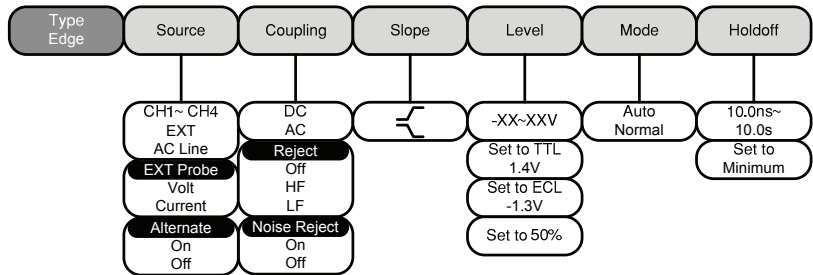 Type
Edge
Source
Coupling
Slope
Level
Mode
Holdoff
CH1~ CH4
EXT
AC Line
EXT Probe
Volt
Current
Alternate
On
Off
DC
AC
Reject
Off
HF
LF
Noise Reject
On
Off
-XX~XXV
Set to TTL
1.4V
Set to ECL
-1.3V
Set to 50%
Auto
Normal
10.0ns~
10.0s
Set to
Minimum